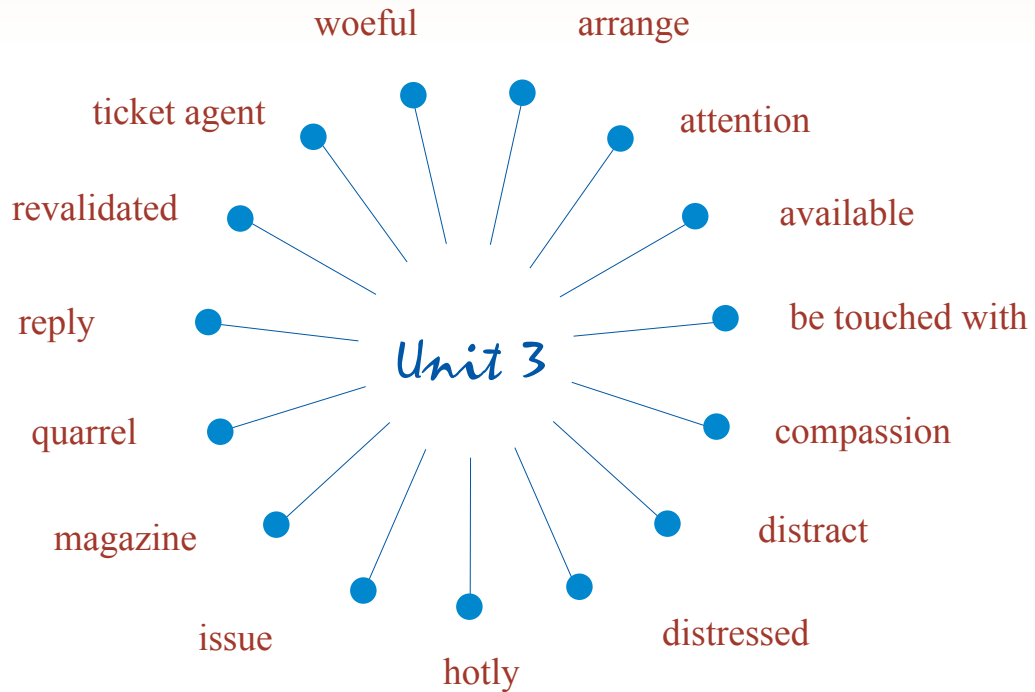 woeful
arrange
ticket agent
attention
revalidated
available
reply
be touched with
Unit 3
quarrel
compassion
magazine
distract
issue
distressed
hotly